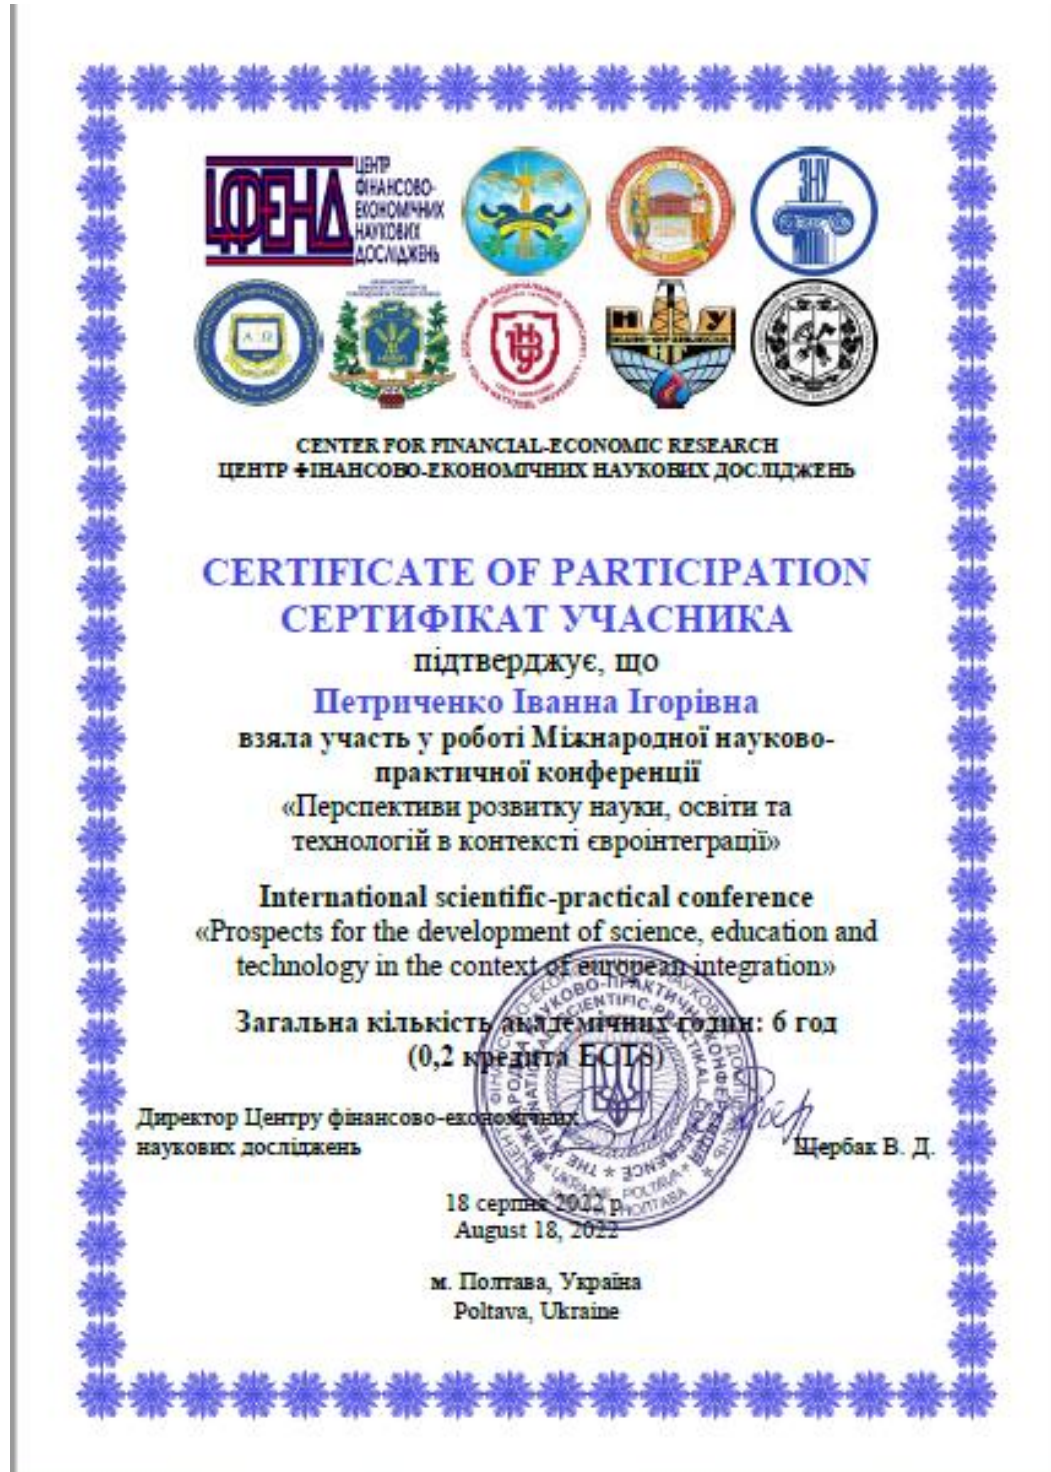 ЦФЕНД
ЦЕНТР
ФІНАНСОВО-
ЕКОНОМІЧНИХ
НАУКОВИХ
ДОСЛІДЖЕНЬ
ЗНУ
CENTER FOR FINANCIAL-ECONOMIC RESEARCH
ЦЕНТР ФІНАНСОВО-ЕКОНОМІЧНИХ НАУКОВИХ ДОСЛІДЖЕНЬ
CERTIFICATE OF PARTICIPATION
СЕРТИФІКАТ УЧАСНИКА
підтверджує, що
Петриченко Іванна Ігорівна
взяла участь у роботі Міжнародної науково-
практичної конференції
«Перспективи розвитку науки, освіти та
технологій в контексті євроінтеграції»
International scientific-practical conference
«Prospects for the development of science, education and
technology in the context of european integration»
Загальна кількість академічних годин: 6 год
(0,2 кредита ECTS)
Директор Центру фінансово-економічних
наукових досліджень
Щербак В. Д.
18 серпня 2022 р.
August 18, 2022
м. Полтава, Україна
Poltava, Ukraine